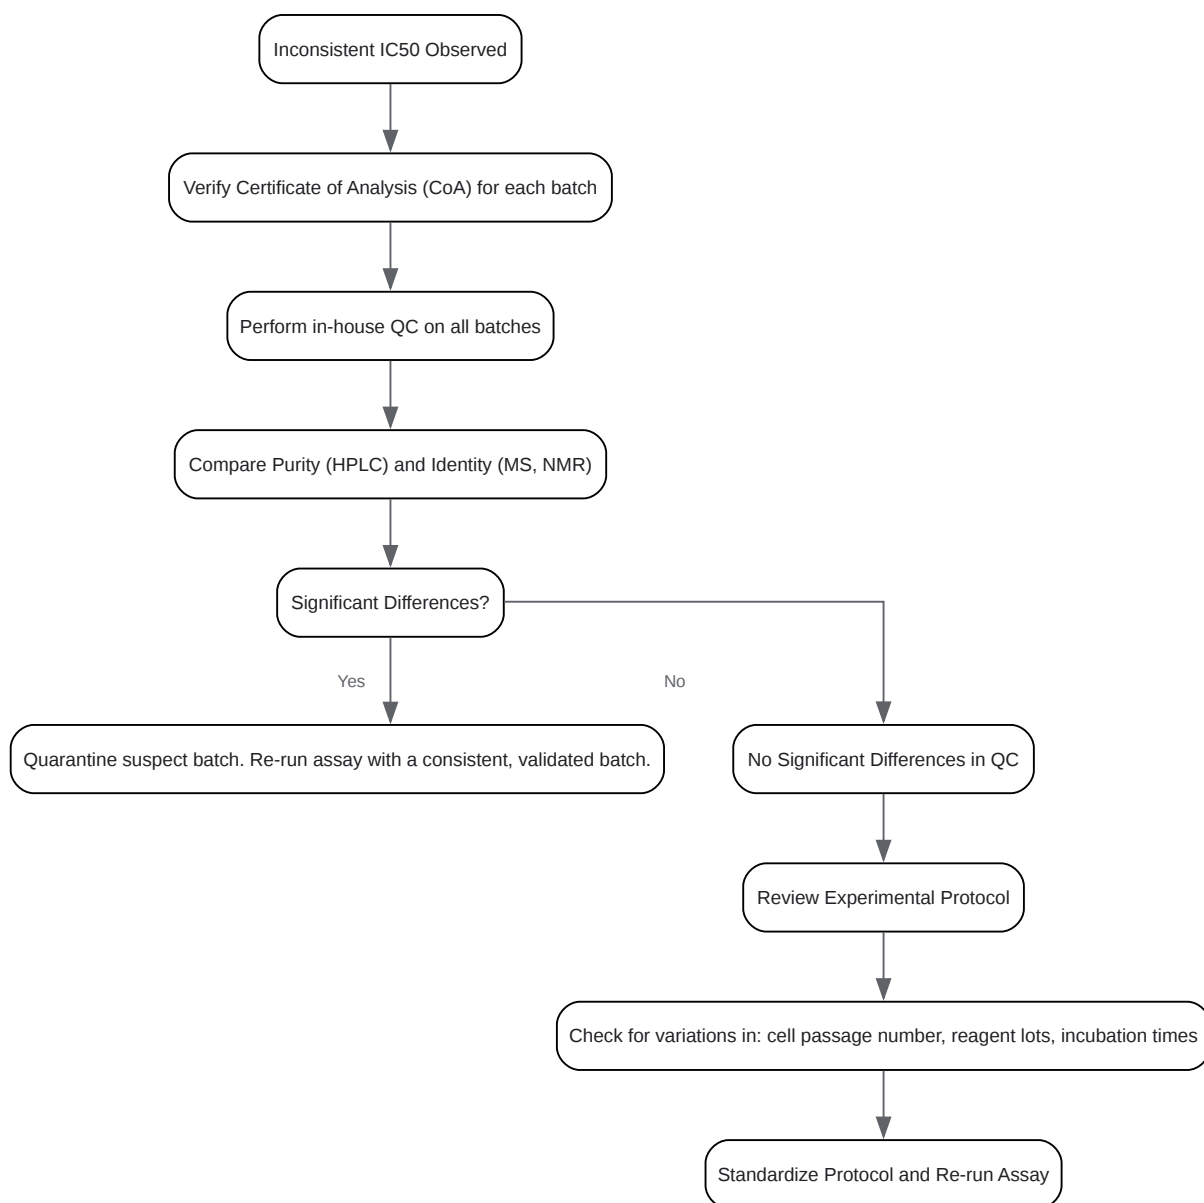 Inconsistent IC50 Observed
Verify Certificate of Analysis (CoA) for each batch
Perform in-house QC on all batches
Compare Purity (HPLC) and Identity (MS, NMR)
Significant Differences?
Yes
No
Quarantine suspect batch. Re-run assay with a consistent, validated batch.
No Significant Differences in QC
Review Experimental Protocol
Check for variations in: cell passage number, reagent lots, incubation times
Standardize Protocol and Re-run Assay